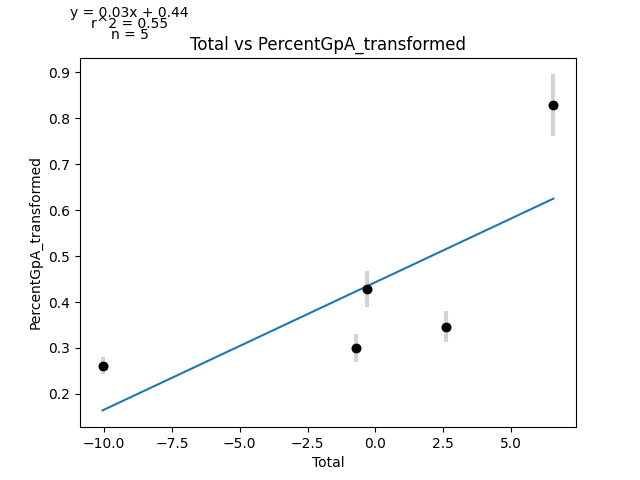 y = 0.03x + 0.44
r^2 = 0.55
n = 5
Total vs PercentGpA_transformed
0.9
0.8
0.7
0.6
0.5
0.4
0.3
0.2
PercentGpA_transformed
−10.0 −7.5 −5.0 −2.5 0.0 2.5 5.0
Total